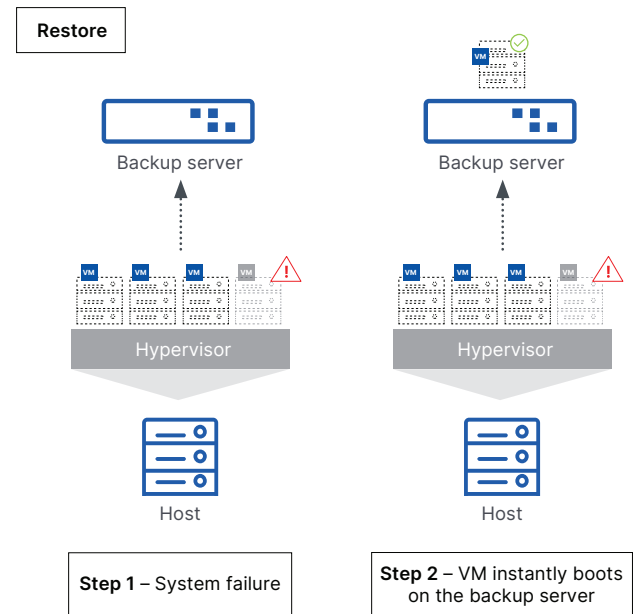 Restore
VM
Backup server
Backup server
VM VM VM VM !
VM VM VM VM !
Hypervisor
Hypervisor
Host
Host
Step 1 – System failure
Step 2 – VM instantly boots
on the backup server